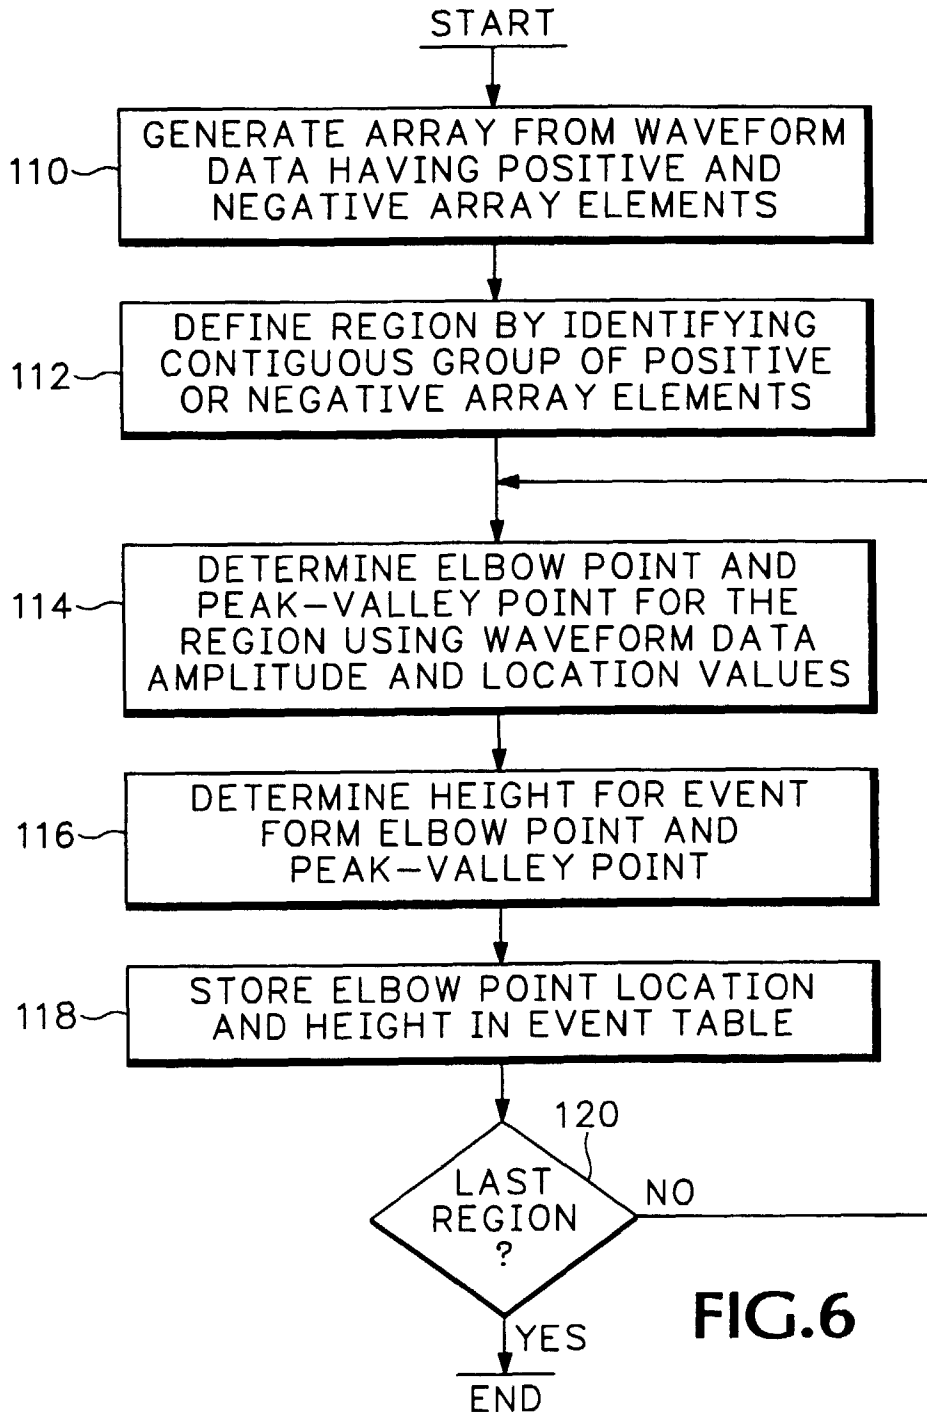 START
GENERATE ARRAY FROM WAVEFORM
DATA HAVING POSITIVE AND
NEGATIVE ARRAY ELEMENTS
110
DEFINE REGION BY IDENTIFYING
CONTIGUOUS GROUP OF POSITIVE
OR NEGATIVE ARRAY ELEMENTS
112
DETERMINE ELBOW POINT AND
PEAK-VALLEY POINT FOR THE
REGION USING WAVEFORM DATA
AMPLITUDE AND LOCATION VALUES
114
DETERMINE HEIGHT FOR EVENT
FORM ELBOW POINT AND
PEAK-VALLEY POINT
116
STORE ELBOW POINT LOCATION
AND HEIGHT IN EVENT TABLE
118
120
LAST
REGION
?
NO
YES
END
FIG.6